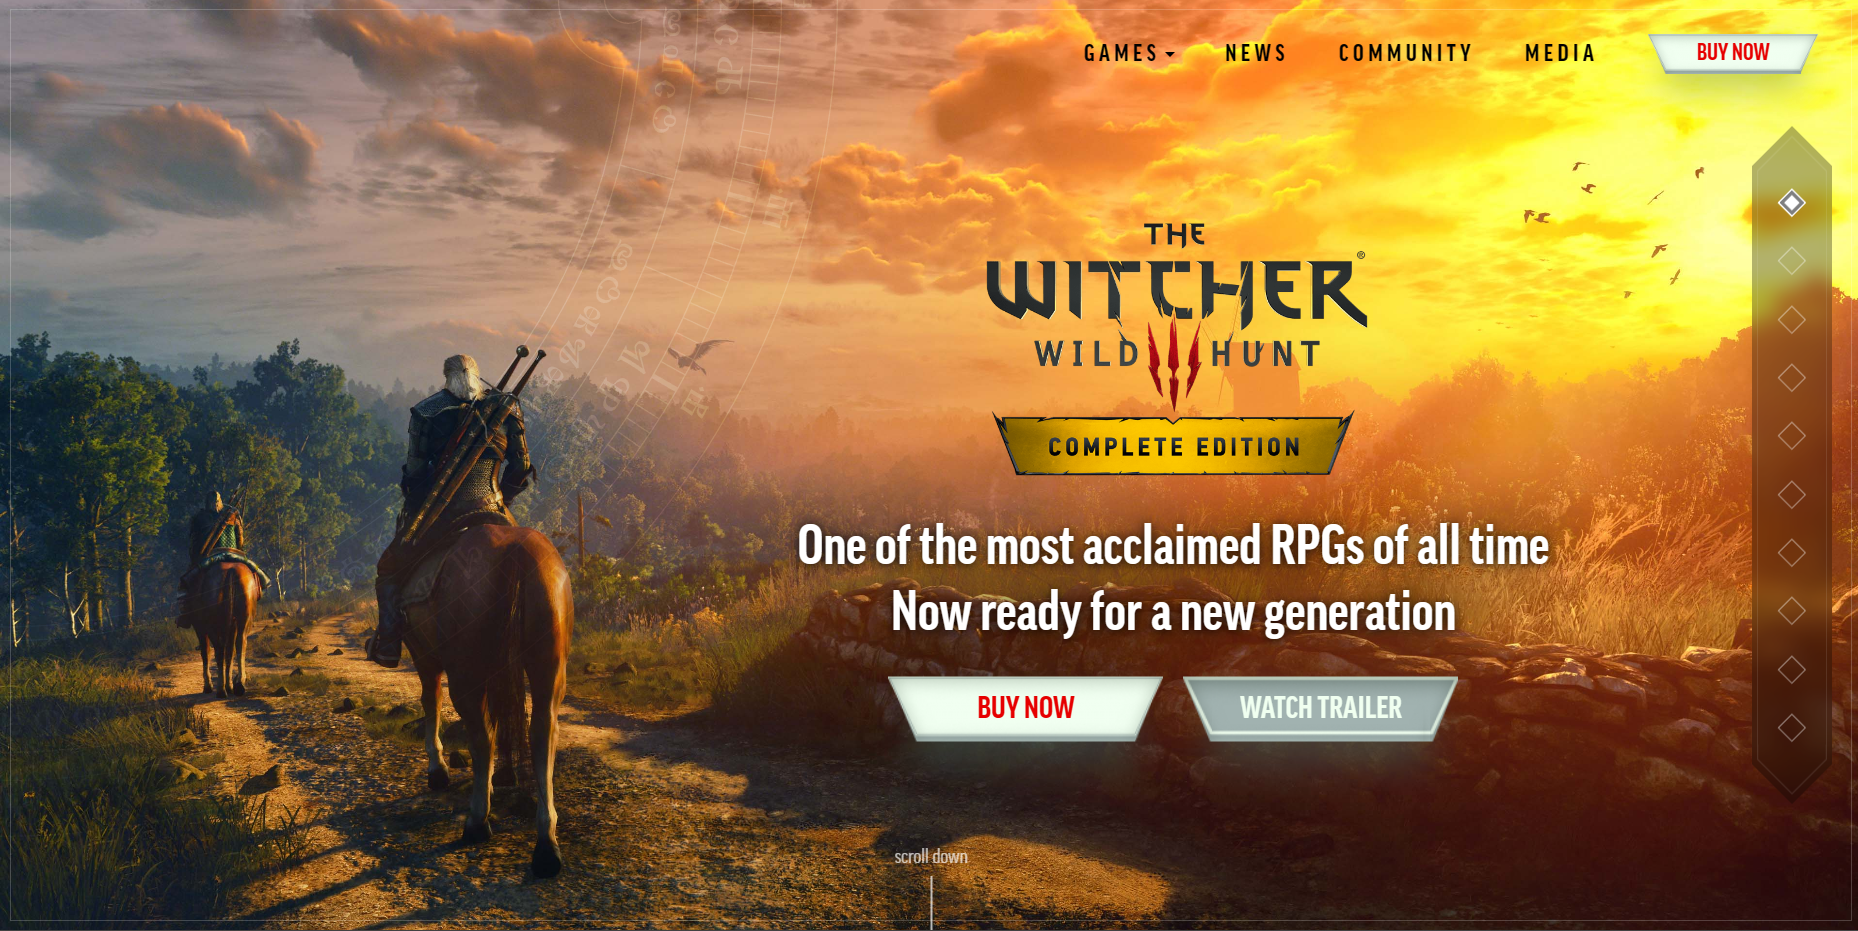 GAMES
NEWS
COMMUNITY
MEDIA
BUY NOW
THE
WITCHER®
WILD HUNT
COMPLETE EDITION
One of the most acclaimed RPGs of all time
Now ready for a new generation
BUY NOW
WATCH TRAILER
scroll down